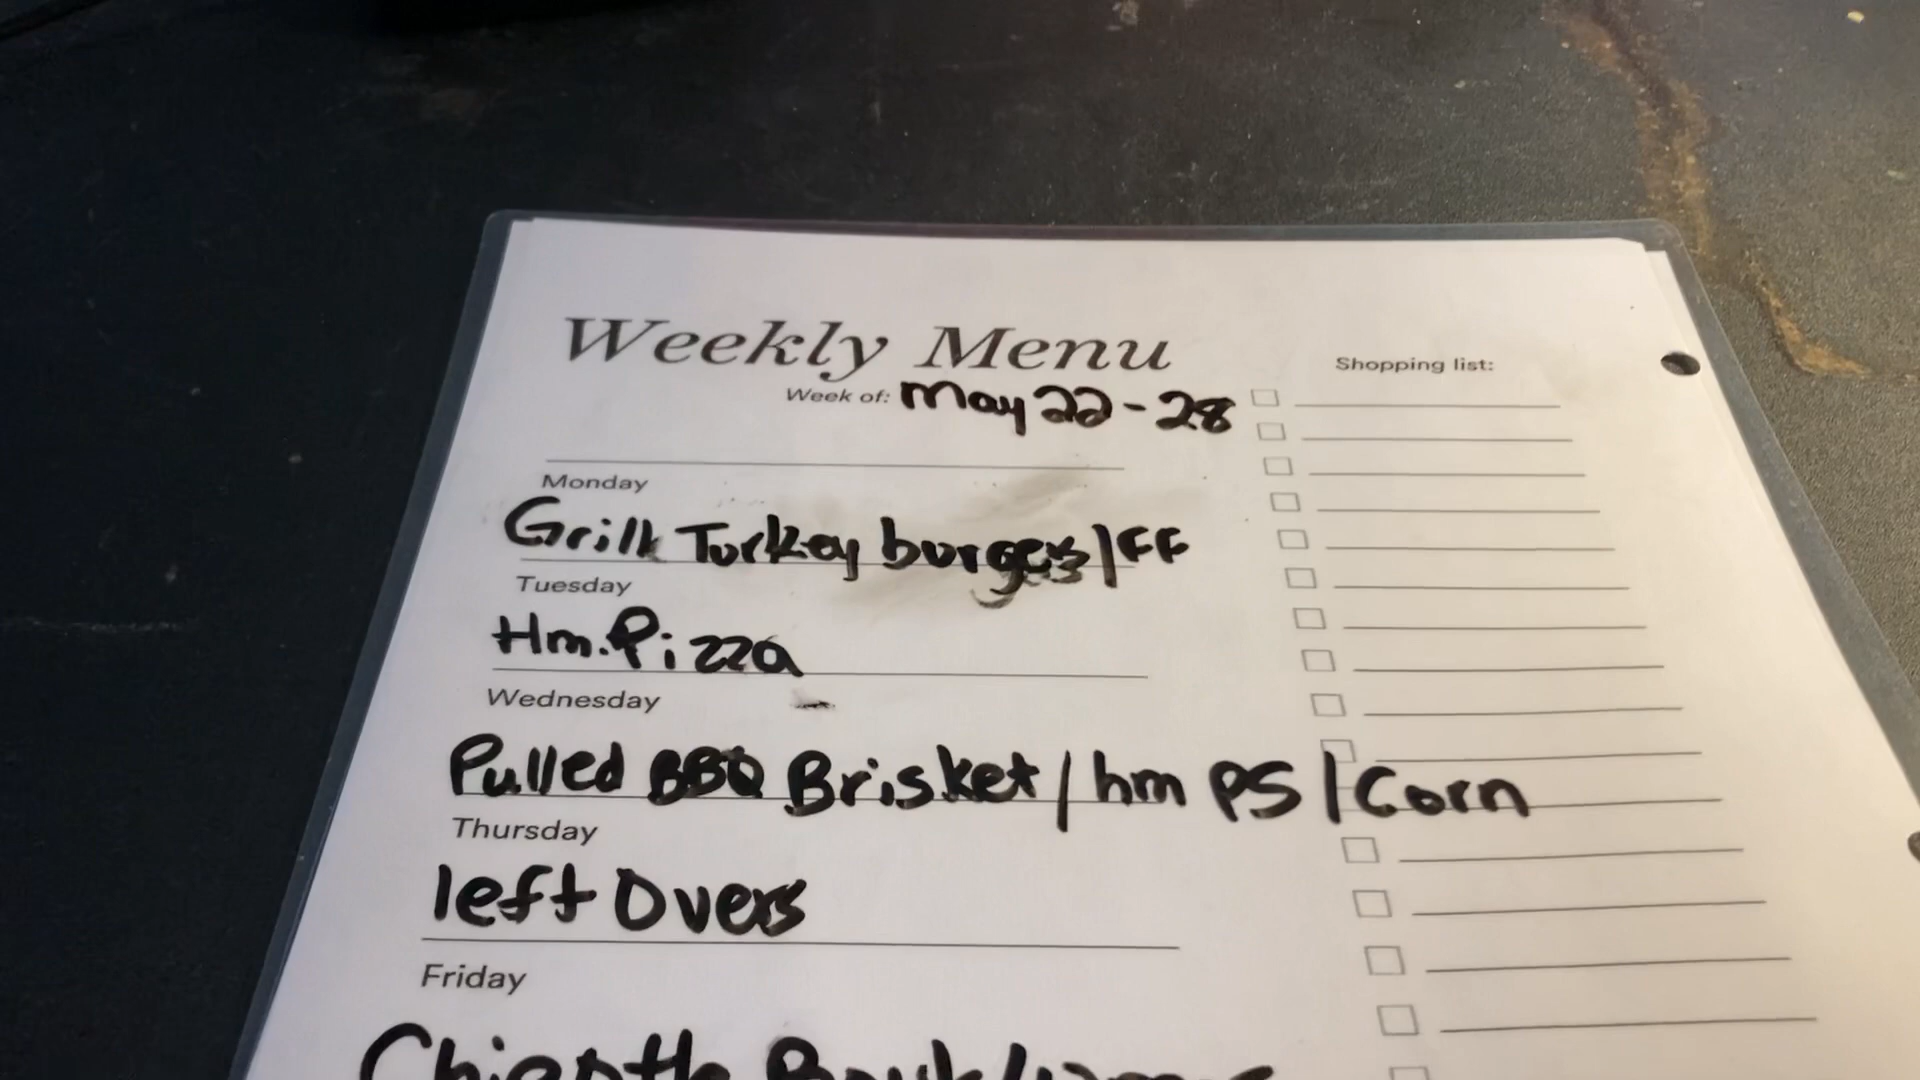 Weekly Menu
Shopping list:
Week of: May 22-28
Monday
Grill Turkey burgers/FF
Tuesday
Hm. Pizza
Wednesday
Pulled BBQ Brisket/hm PS/Corn
Thursday
left Overs
Friday